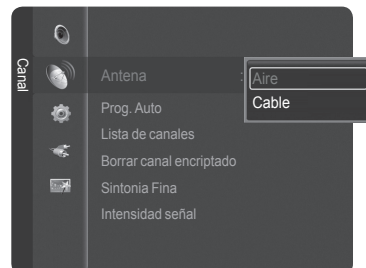 Canal
Antena : Aire
Cable
Prog. Auto
Lista de canales
Borrar canal encriptado
Sintonia Fina
Intensidad señal